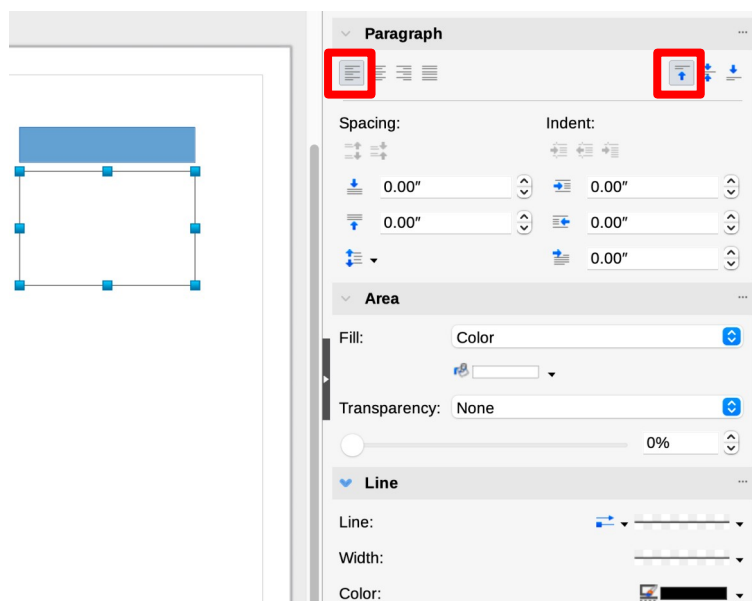 Paragraph
Spacing: Indent:
0.00″ 0.00″
0.00″ 0.00″
0.00″
Area
Fill: Color
Transparency: None
0%
Line
Line:
Width:
Color: